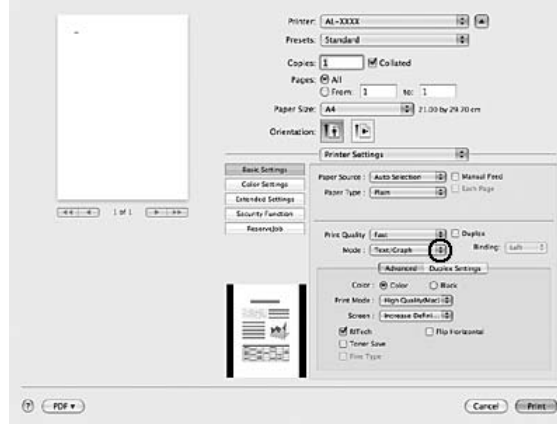 Printer: AL-XXXX
Presets: Standard
Copies: 1 Collated
Pages: All
From: 1 to: 1
Paper Size: A4 21.00 by 29.70 cm
Orientation:
Printer Settings
Basic Settings
Color Settings
Extended Settings
Security Function
ReserveJob
Paper Source : Auto Selection Manual Feed
Paper Type : Plain Each Page
1 of 1
Print Quality : Fast Duplex
Mode : Text/Graph Binding: Left
Advanced Duplex Settings
Color : Color Black
Print Mode : High Quality(Mac)
Screen : Increase Defini...
RITech Flip Horizontal
Toner Save
Fine Type
? PDF Cancel Print